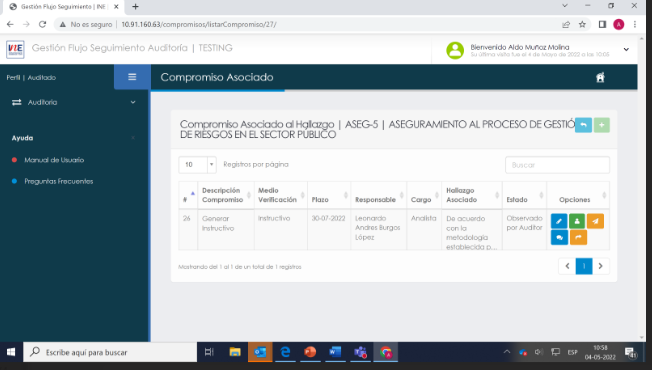 Gestión Flujo Seguimiento | INE :
No es seguro | 10.91.160.63/compromisos/listarCompromiso/27/
Gestión Flujo Seguimiento Auditoría | TESTING
Bienvenido Aldo Muñoz Molina
Su última visita fue el 4 de Mayo de 2022 a las 10:05
Perfil | Auditado
Compromiso Asociado
Auditoria
Ayuda
Manual de Usuario
Preguntas Frecuentes
Compromiso Asociado al Hallazgo | ASEG-5 | ASEGURAMIENTO AL PROCESO DE GESTIÓ
DE RIESGOS EN EL SECTOR PÚBLICO
10 Registros por página
Buscar
# Descripción Compromiso Medio Verificación Plazo Responsable Cargo Hallazgo Asociado Estado Opciones
26 Generar Instructivo Instructivo 30-07-2022 Leonardo Andres Burgos López Analista De acuerdo con la metodología establecida p... Observado por Auditor
Mostrando del 1 al 1 de un total de 1 registros
1
Escribe aquí para buscar
ESP
10:58
04-05-2022